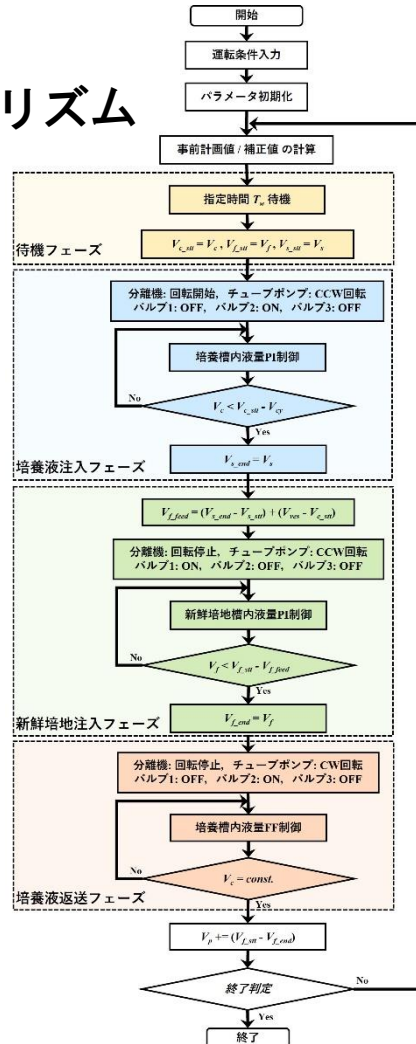 開始
運転条件入力
パラメータ初期化
リズム
事前計画値 / 補正値 の計算
指定時間 T_w 待機
V_c_stt = V_c , V_f_stt = V_f , V_s_stt = V_s
待機フェーズ
分離機: 回転開始, チューブポンプ: CCW回転
バルブ1: OFF, バルブ2: ON, バルブ3: OFF
培養槽内液量PI制御
No
V_c < V_c_stt - V_cy
Yes
V_s_end = V_s
培養液注入フェーズ
V_f_feed = (V_s_end - V_s_stt) + (V_ves - V_c_stt)
分離機: 回転停止, チューブポンプ: CCW回転
バルブ1: ON, バルブ2: OFF, バルブ3: OFF
新鮮培地槽内液量PI制御
No
V_f < V_f_stt - V_f_feed
Yes
V_f_end = V_f
新鮮培地注入フェーズ
分離機: 回転停止, チューブポンプ: CW回転
バルブ1: OFF, バルブ2: ON, バルブ3: OFF
培養槽内液量FF制御
No
V_c = const.
Yes
培養液返送フェーズ
V_p += (V_f_stt - V_f_end)
終了判定
No
Yes
終了